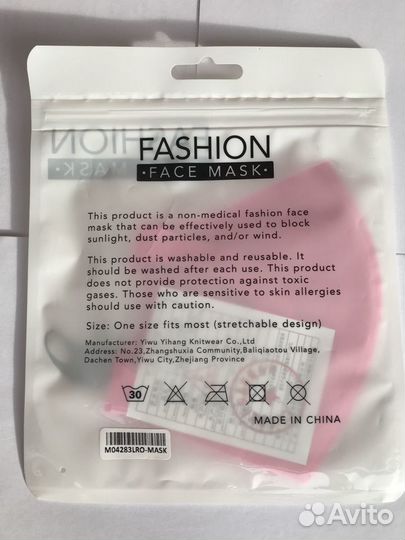 FASHION
• FACE MASK •
This product is a non-medical fashion face
mask that can be effectively used to block
sunlight, dust particles, and/or wind.
This product is washable and reusable. It
should be washed after each use. This product
does not provide protection against toxic
gases. Those who are sensitive to skin allergies
should use with caution.
Size: One size fits most (stretchable design)
Manufacturer: Yiwu Yihang Knitwear Co.,Ltd
Address: No.23,Zhangshuxia Community,Baliqiaotou Village,
Dachen Town,Yiwu City,Zhejiang Province
30
MADE IN CHINA
M04283LRO-MASK
Avito